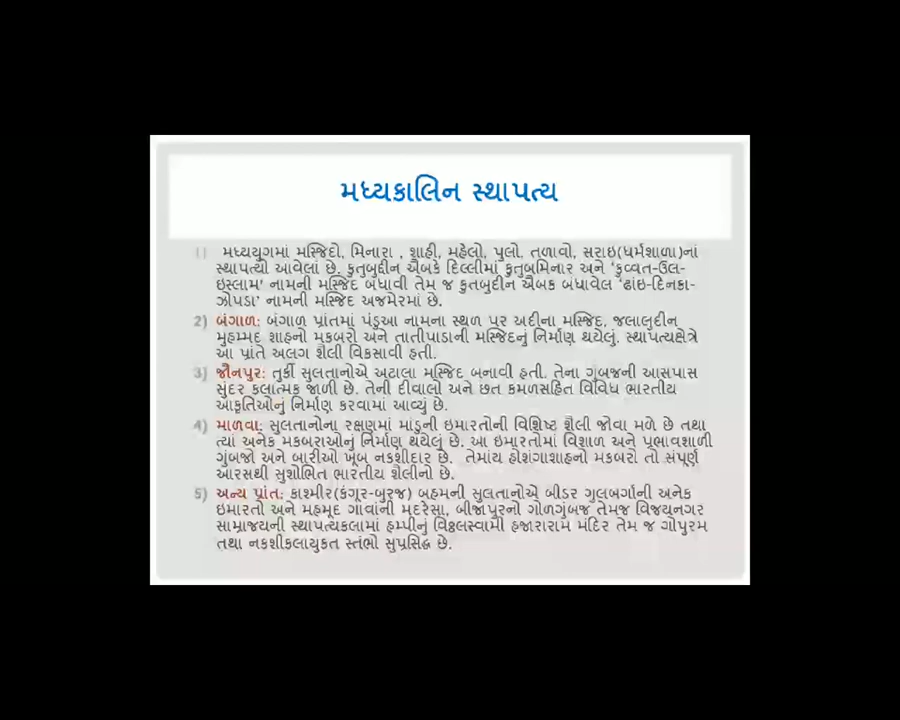 મધ્યકાલિન સ્થાપત્ય
1) મધ્યયુગમાં મસ્જિદો, મિનારા , શાહી, મહેલો, પુલો, તળાવો, સરાઇ(ધર્મશાળા)નાં
સ્થાપત્યો આવેલાં છે. કુતુબુદ્દીન ઐબકે દિલ્લીમાં કુતુબમિનાર અને 'કુવ્વત-ઉલ-
ઇસ્લામ' નામની મસ્જિદ બંધાવી તેમ જ કુતબુદ્દીન ઐબક બંધાવેલ 'ઢાંઇ-દિનકા-
ઝોપડા' નામની મસ્જિદ અજમેરમાં છે.
2) બંગાળ: બંગાળ પ્રાંતમાં પંડુઆ નામના સ્થળ પર અદીના મસ્જિદ, જલાલુદ્દીન
મુહમ્મદ શાહનો મકબરો અને તાતીપાડાની મસ્જિદનું નિર્માણ થયેલું. સ્થાપત્યક્ષેત્રે
આ પ્રાંતે અલગ શૈલી વિકસાવી હતી.
3) જૌનપુર: તુર્કી સુલતાનોએ અટાલા મસ્જિદ બનાવી હતી. તેના ગુંબજની આસપાસ
સુંદર કલાત્મક જાળી છે. તેની દીવાલો અને છત કમળસહિત વિવિધ ભારતીય
આકૃતિઓનું નિર્માણ કરવામાં આવ્યું છે.
4) માળવા: સુલતાનોના રક્ષણમાં માંડુની ઇમારતોની વિશિષ્ટ શૈલી જોવા મળે છે તથા
ત્યાં અનેક મકબરાઓનું નિર્માણ થયેલું છે. આ ઇમારતોમાં વિશાળ અને પ્રભાવશાળી
ગુંબજો અને બારીઓ ખૂબ નકશીદાર છે. તેમાંય હોશંગાશાહનો મકબરો તો સંપૂર્ણ
આરસથી સુશોભિત ભારતીય શૈલીનો છે.
5) અન્ય પ્રાંત: કાશ્મીર(કંગૂર-બુરજ) બહમની સુલતાનોએ બીડર ગુલબર્ગાની અનેક
ઇમારતો અને મહમૂદ ગાવાંની મદરેસા, બીજાપુરનો ગોળગુંબજ તેમજ વિજયનગર
સામ્રાજયની સ્થાપત્યકલામાં હમ્પીનું વિઠ્ઠલસ્વામી હજારારામ મંદિર તેમ જ ગોપુરમ
તથા નકશીકલાયુકત સ્તંભો સુપ્રસિદ્ધ છે.